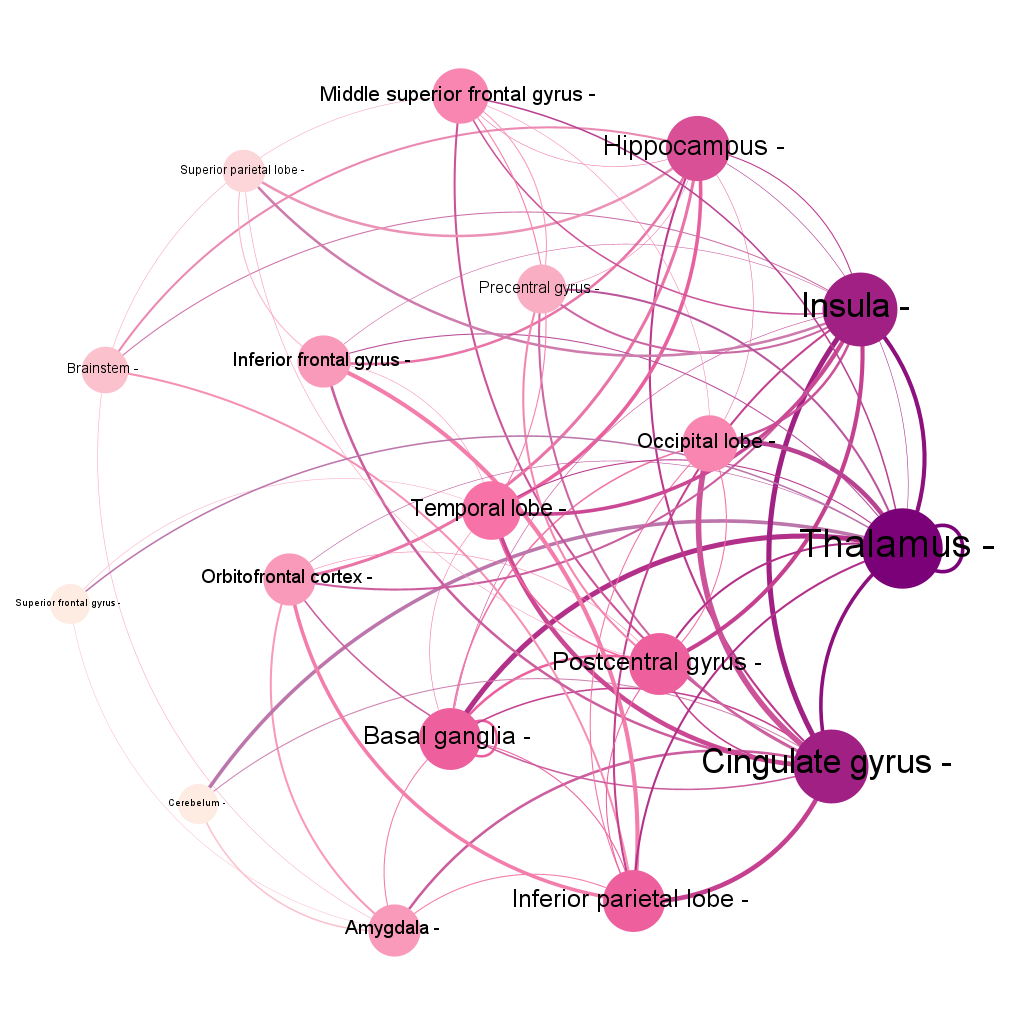 Middle superior frontal gyrus -
Hippocampus -
Superior parietal lobe -
Precentral gyrus -
Insula -
Inferior frontal gyrus -
Brainstem -
Occipital lobe -
Temporal lobe -
Thalamus -
Orbitofrontal cortex -
Superior frontal gyrus -
Postcentral gyrus -
Basal ganglia -
Cingulate gyrus -
Cerebelum -
Inferior parietal lobe -
Amygdala -